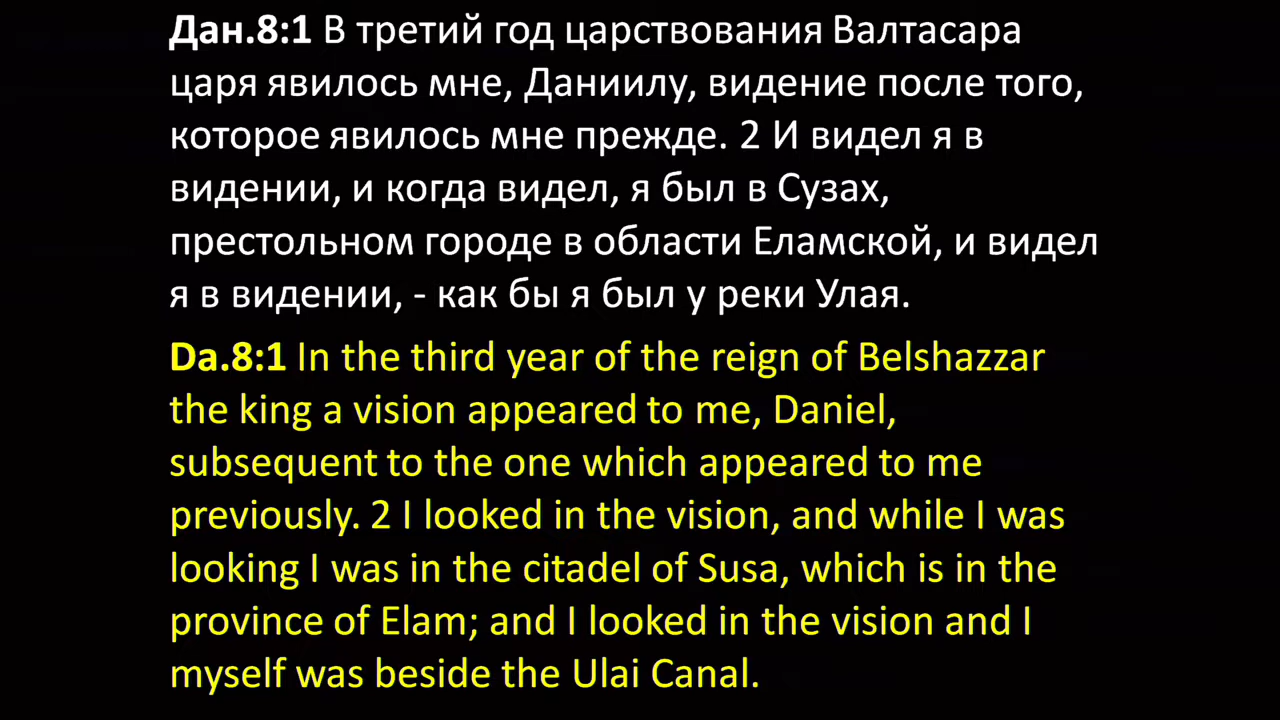 Дан.8:1 В третий год царствования Валтасара
царя явилось мне, Даниилу, видение после того,
которое явилось мне прежде. 2 И видел я в
видении, и когда видел, я был в Сузах,
престольном городе в области Еламской, и видел
я в видении, - как бы я был у реки Улая.
Da.8:1 In the third year of the reign of Belshazzar
the king a vision appeared to me, Daniel,
subsequent to the one which appeared to me
previously. 2 I looked in the vision, and while I was
looking I was in the citadel of Susa, which is in the
province of Elam; and I looked in the vision and I
myself was beside the Ulai Canal.